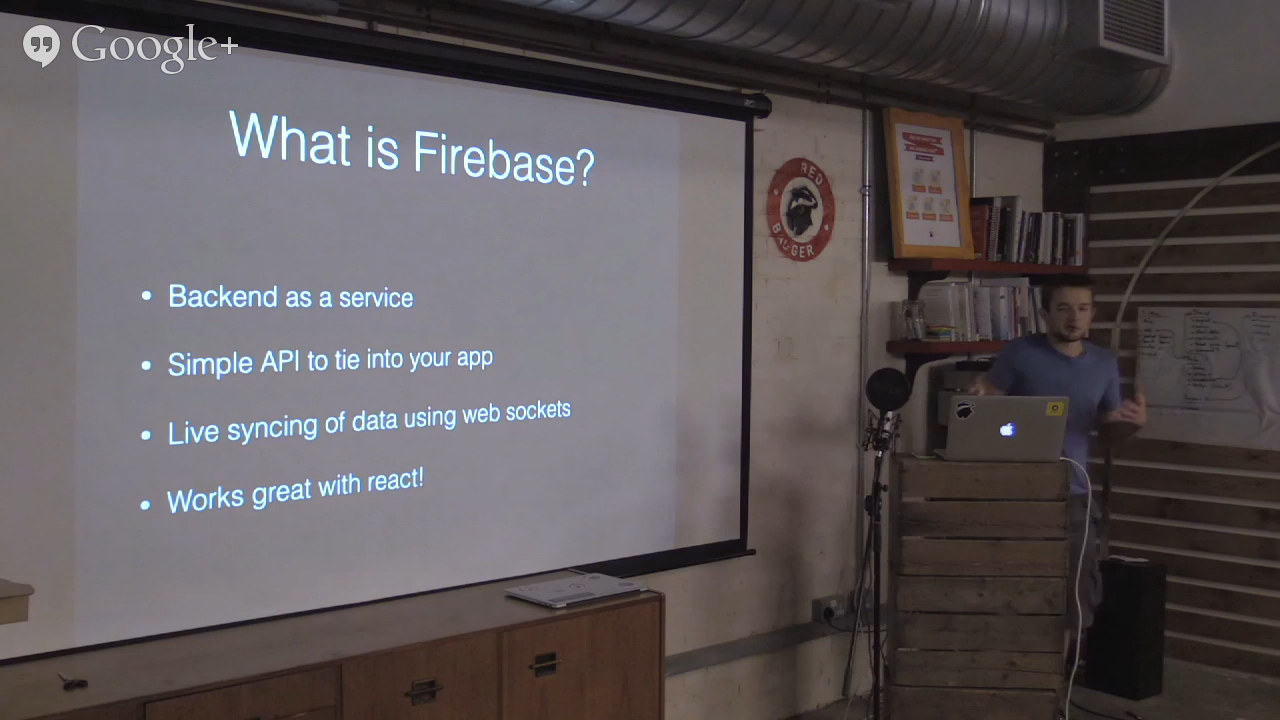 Google+
What is Firebase?
• Backend as a service
• Simple API to tie into your app
• Live syncing of data using web sockets
• Works great with react!
RED
BADGER